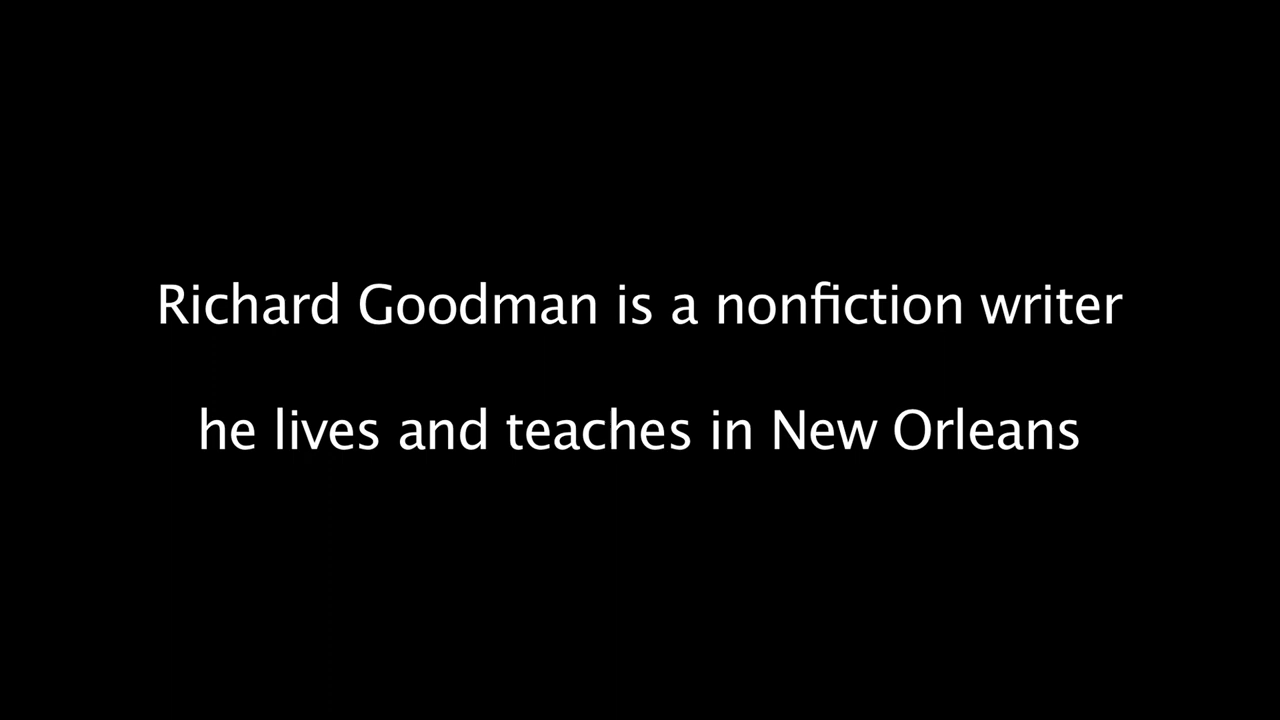 Richard Goodman is a nonfiction writer
he lives and teaches in New Orleans